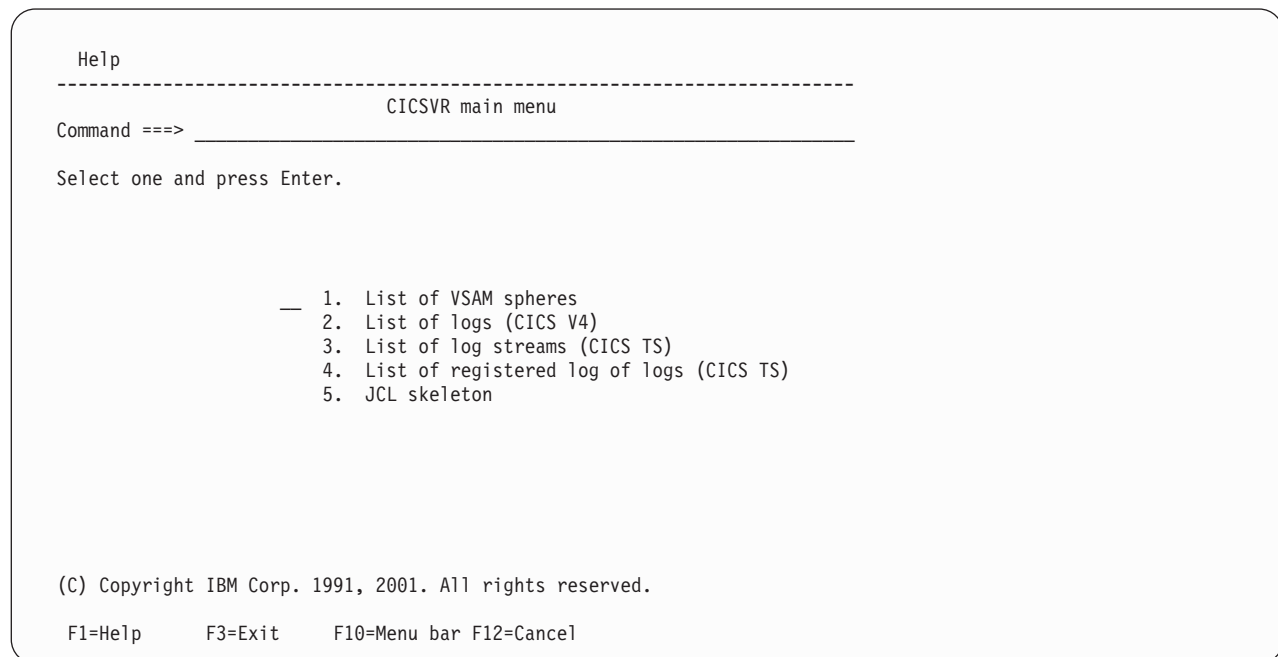 Help
---------------------------------------------------------------------------
CICSVR main menu
Command ===> ______________________________________________________________
Select one and press Enter.
__ 1. List of VSAM spheres
2. List of logs (CICS V4)
3. List of log streams (CICS TS)
4. List of registered log of logs (CICS TS)
5. JCL skeleton
(C) Copyright IBM Corp. 1991, 2001. All rights reserved.
F1=Help F3=Exit F10=Menu bar F12=Cancel